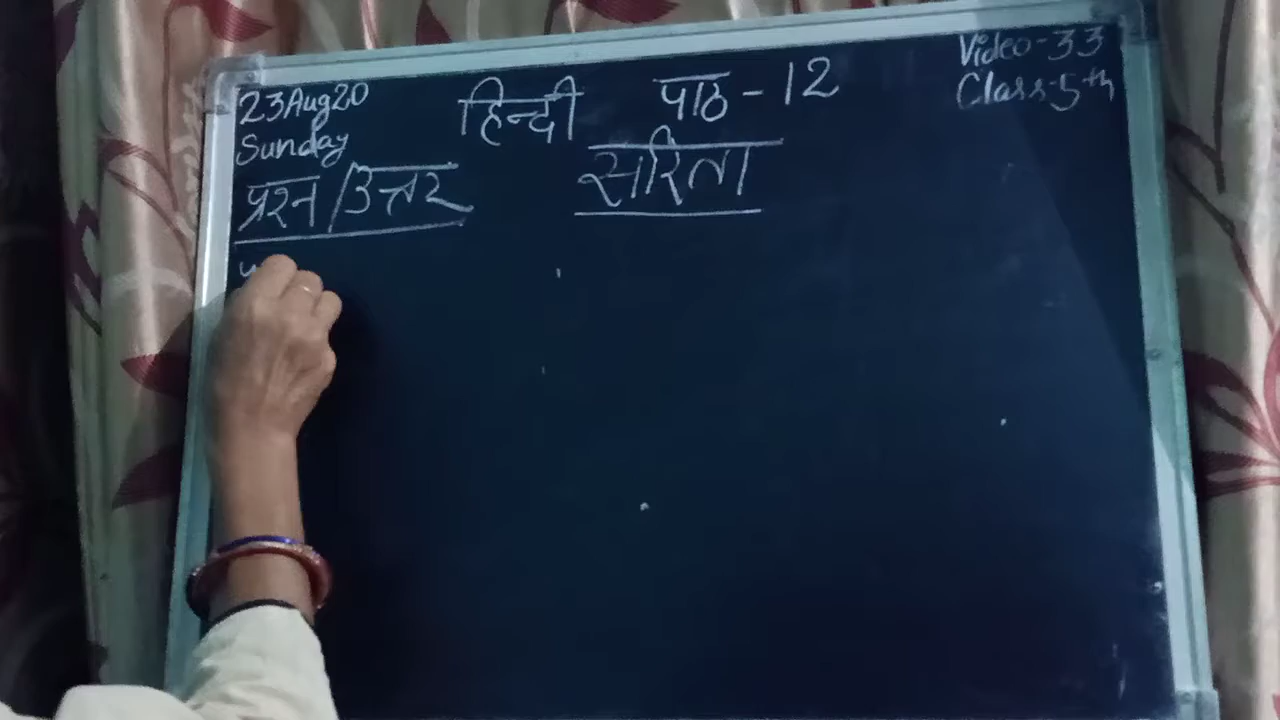 23Aug20
Sunday
हिन्दी पाठ - 12
Video-33
Class-5th
सरिता
प्रश्न /उत्तर